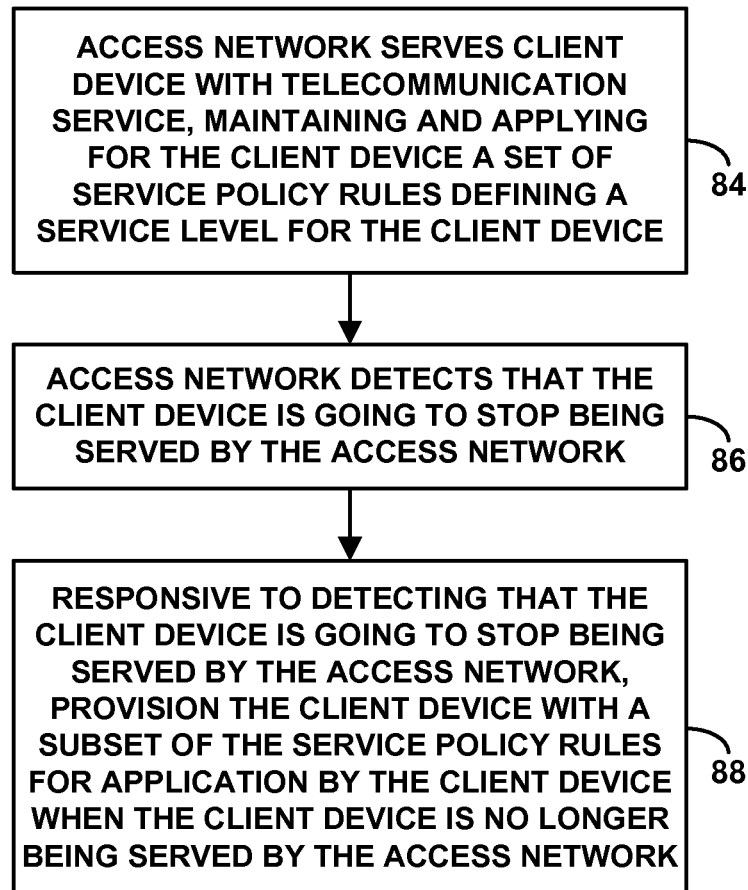 ACCESS NETWORK SERVES CLIENT
DEVICE WITH TELECOMMUNICATION
SERVICE, MAINTAINING AND APPLYING
FOR THE CLIENT DEVICE A SET OF
SERVICE POLICY RULES DEFINING A
SERVICE LEVEL FOR THE CLIENT DEVICE
84
ACCESS NETWORK DETECTS THAT THE
CLIENT DEVICE IS GOING TO STOP BEING
SERVED BY THE ACCESS NETWORK
86
RESPONSIVE TO DETECTING THAT THE
CLIENT DEVICE IS GOING TO STOP BEING
SERVED BY THE ACCESS NETWORK,
PROVISION THE CLIENT DEVICE WITH A
SUBSET OF THE SERVICE POLICY RULES
FOR APPLICATION BY THE CLIENT DEVICE
WHEN THE CLIENT DEVICE IS NO LONGER
BEING SERVED BY THE ACCESS NETWORK
88